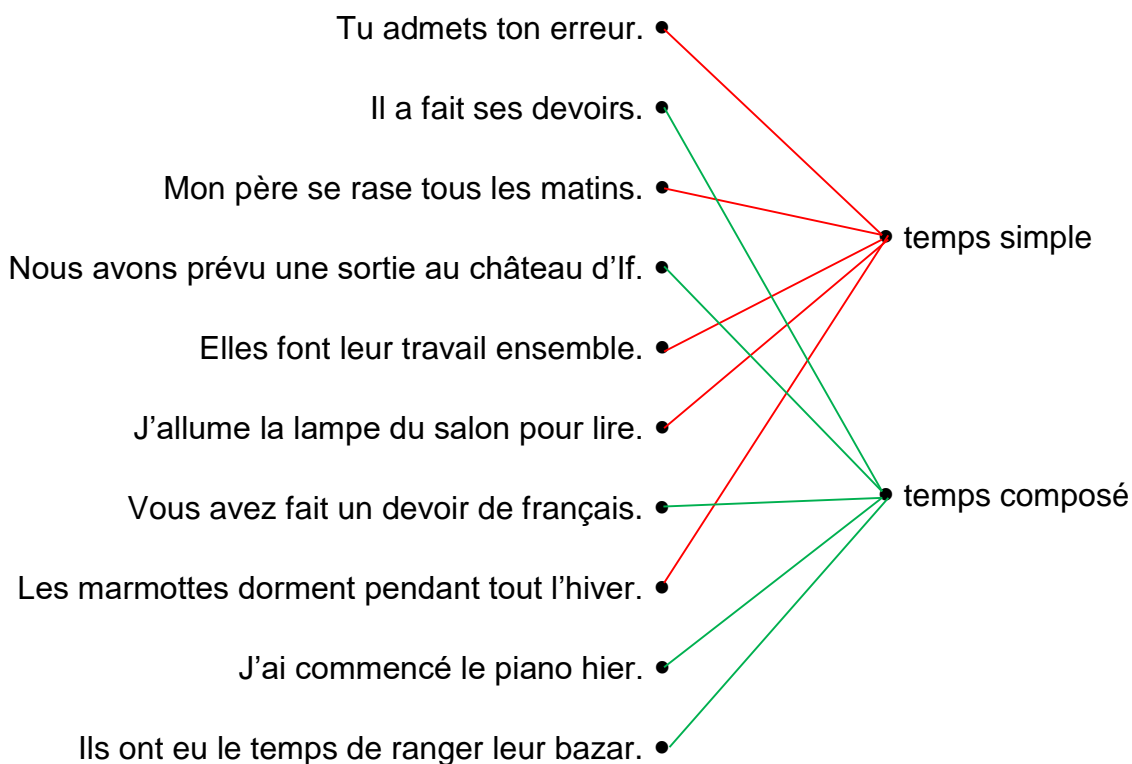 Tu admets ton erreur.
Il a fait ses devoirs.
Mon père se rase tous les matins.
temps simple
Nous avons prévu une sortie au château d’If.
Elles font leur travail ensemble.
J’allume la lampe du salon pour lire.
temps composé
Vous avez fait un devoir de français.
Les marmottes dorment pendant tout l’hiver.
J’ai commencé le piano hier.
Ils ont eu le temps de ranger leur bazar.